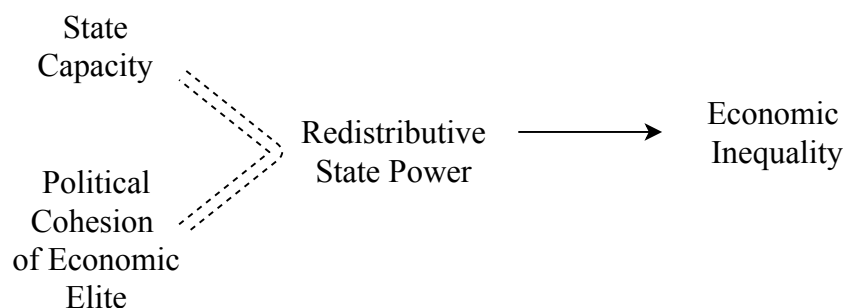 State
Capacity
Political
Cohesion
of Economic
Elite
Redistributive
State Power
Economic
Inequality